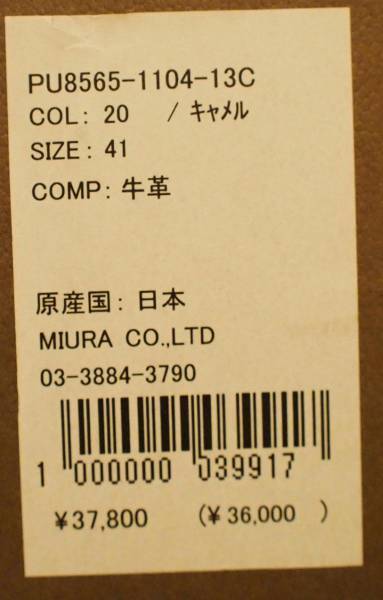 PU8565-1104-13C
COL: 20 / キャメル
SIZE: 41
COMP: 牛革
原産国: 日本
MIURA CO.,LTD
03-3884-3790
1 000000 039917
¥37,800 (¥36,000 )